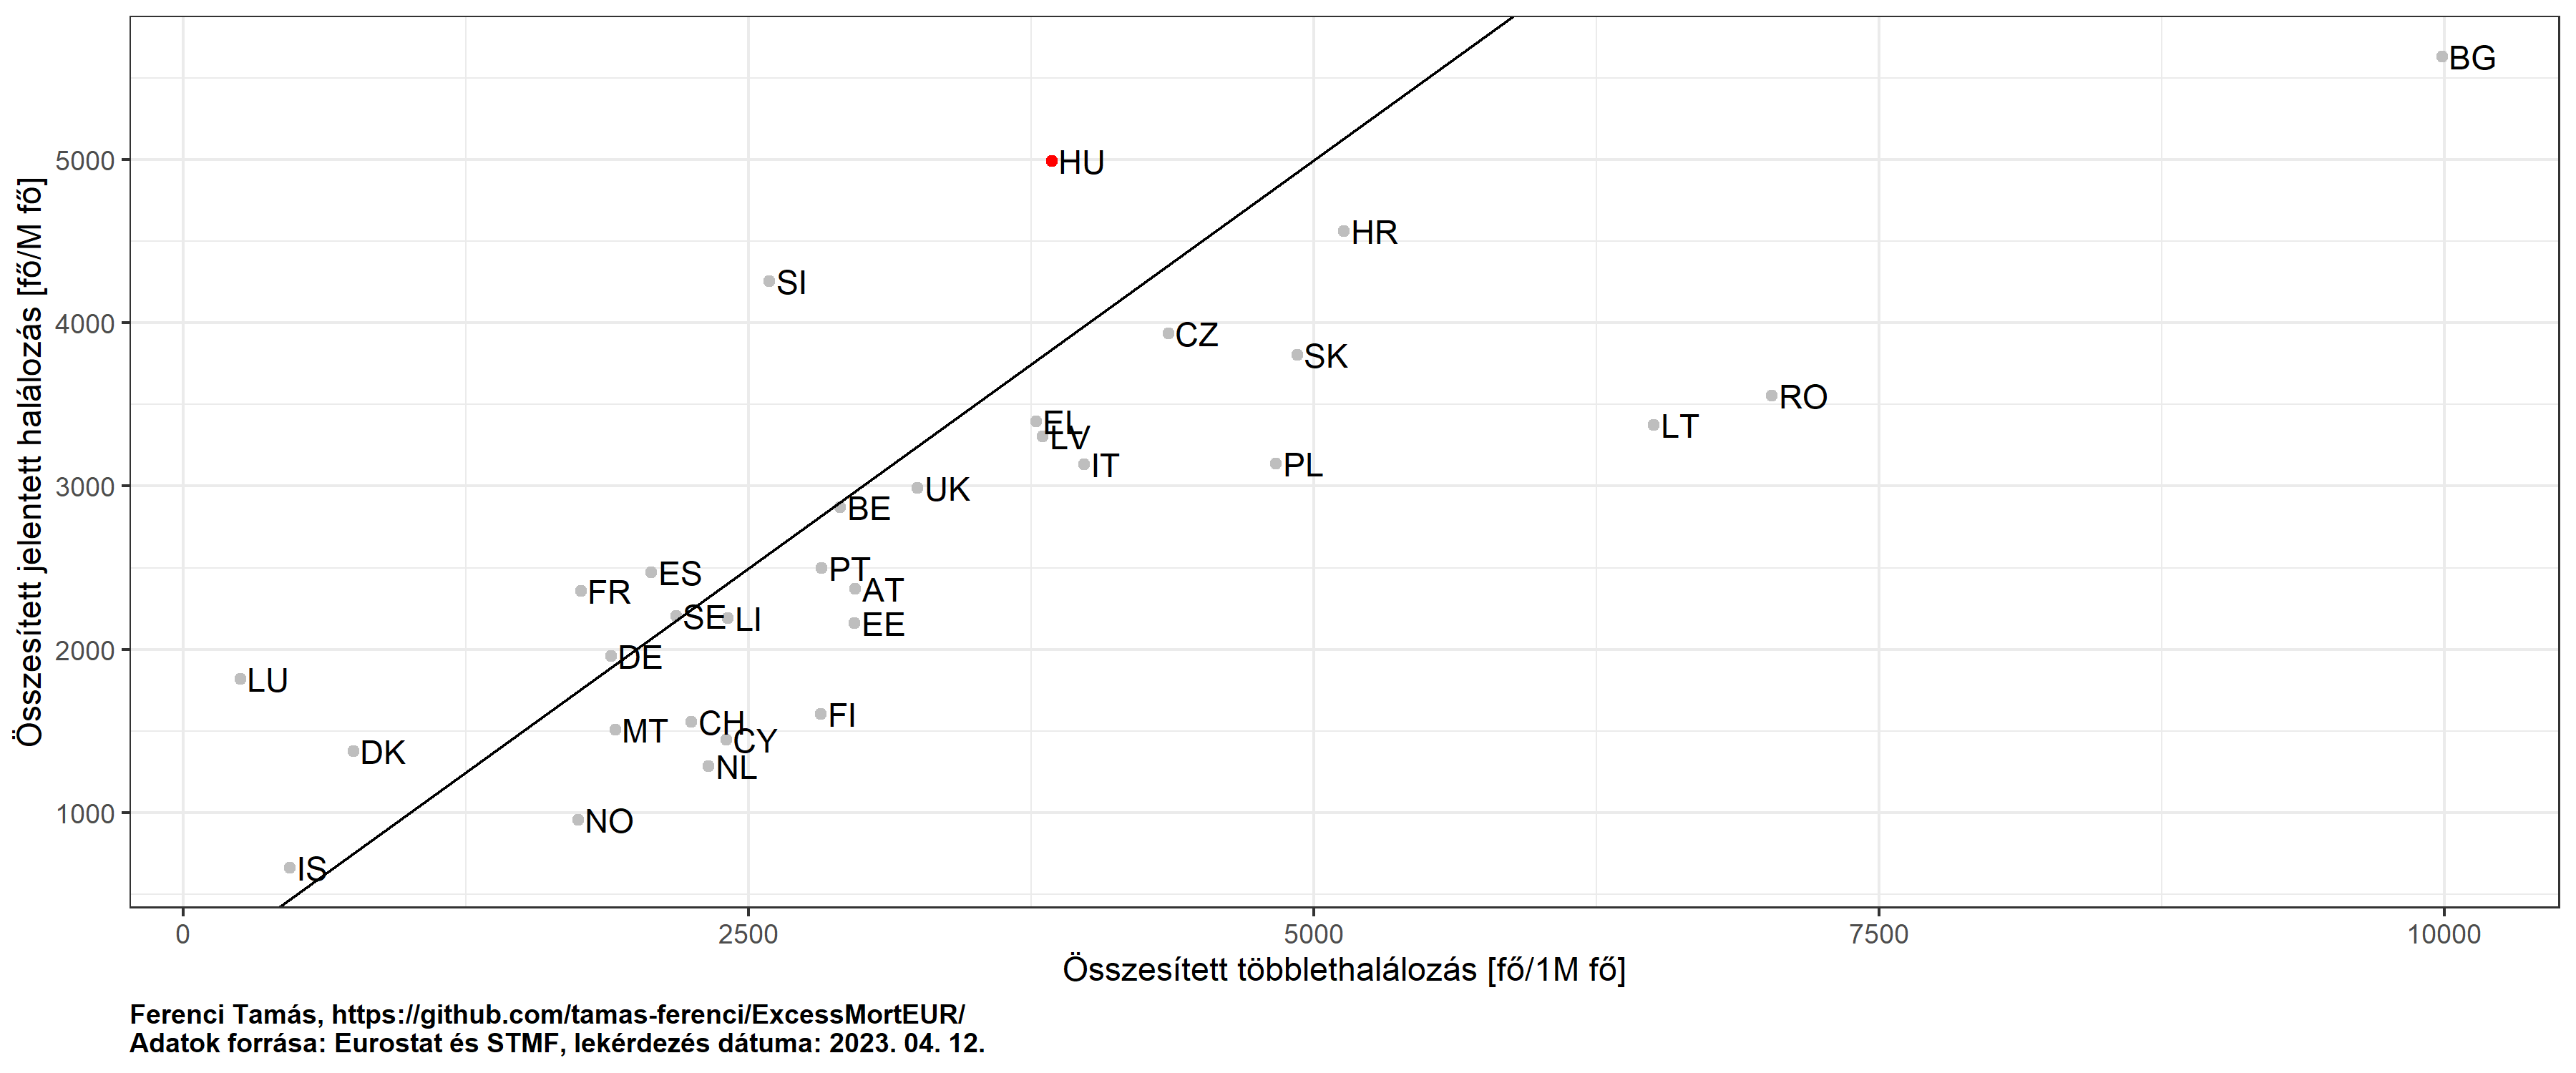 BG
5000
HU
HR
SI
4000
CZ
SK
RO
EL
LT
LV
IT
PL
3000
UK
BE
PT
ES
AT
FR
SE
LI
EE
2000
DE
LU
FI
CH
MT
CY
DK
NL
1000
NO
IS
Összesített jelentett halálozás [fő/M fő]
0
2500
5000
7500
10000
Összesített többlethalálozás [fő/1M fő]
Ferenci Tamás, https://github.com/tamas-ferenci/ExcessMortEUR/
Adatok forrása: Eurostat és STMF, lekérdezés dátuma: 2023. 04. 12.